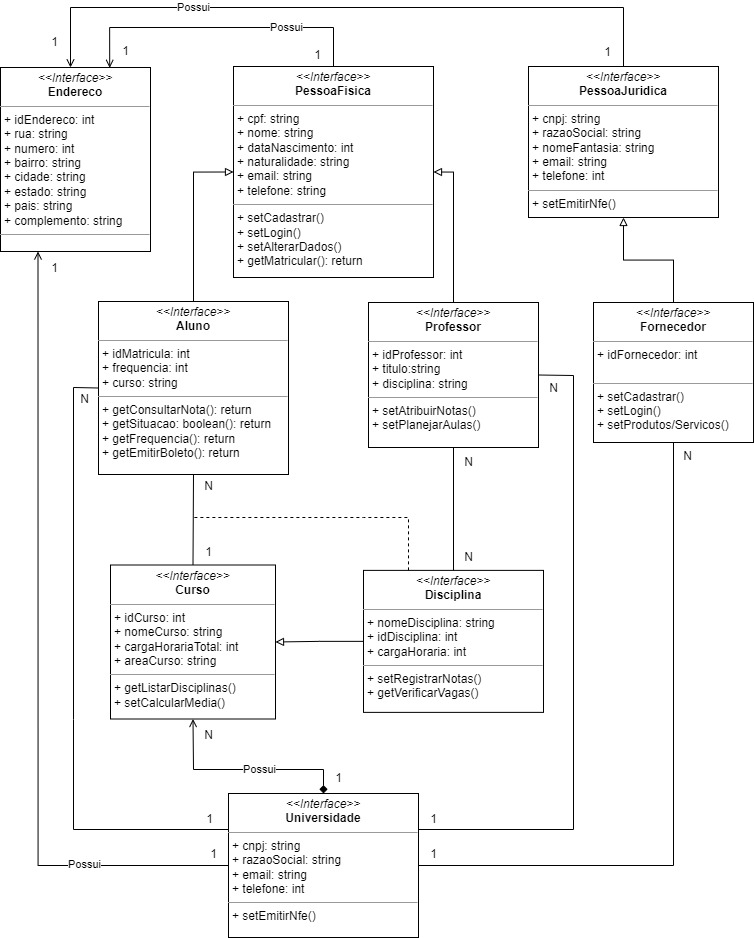 Possui
Possui
1
1
1
1
<<Interface>>
Endereco
+ idEndereco: int
+ rua: string
+ numero: int
+ bairro: string
+ cidade: string
+ estado: string
+ pais: string
+ complemento: string
1
<<Interface>>
PessoaFisica
+ cpf: string
+ nome: string
+ dataNascimento: int
+ naturalidade: string
+ email: string
+ telefone: string
+ setCadastrar()
+ setLogin()
+ setAlterarDados()
+ getMatricular(): return
<<Interface>>
PessoaJuridica
+ cnpj: string
+ razaoSocial: string
+ nomeFantasia: string
+ email: string
+ telefone: int
+ setEmitirNfe()
<<Interface>>
Aluno
+ idMatricula: int
+ frequencia: int
+ curso: string
+ getConsultarNota(): return
+ getSituacao: boolean(): return
+ getFrequencia(): return
+ getEmitirBoleto(): return
N
N
<<Interface>>
Professor
+ idProfessor: int
+ titulo:string
+ disciplina: string
+ setAtribuirNotas()
+ setPlanejarAulas()
N
N
<<Interface>>
Fornecedor
+ idFornecedor: int
+ setCadastrar()
+ setLogin()
+ setProdutos/Servicos()
N
1
N
<<Interface>>
Curso
+ idCurso: int
+ nomeCurso: string
+ cargaHorariaTotal: int
+ areaCurso: string
+ getListarDisciplinas()
+ setCalcularMedia()
N
<<Interface>>
Disciplina
+ nomeDisciplina: string
+ idDisciplina: int
+ cargaHoraria: int
+ setRegistrarNotas()
+ getVerificarVagas()
Possui
1
1
1
Possui
1
1
<<Interface>>
Universidade
+ cnpj: string
+ razaoSocial: string
+ email: string
+ telefone: int
+ setEmitirNfe()